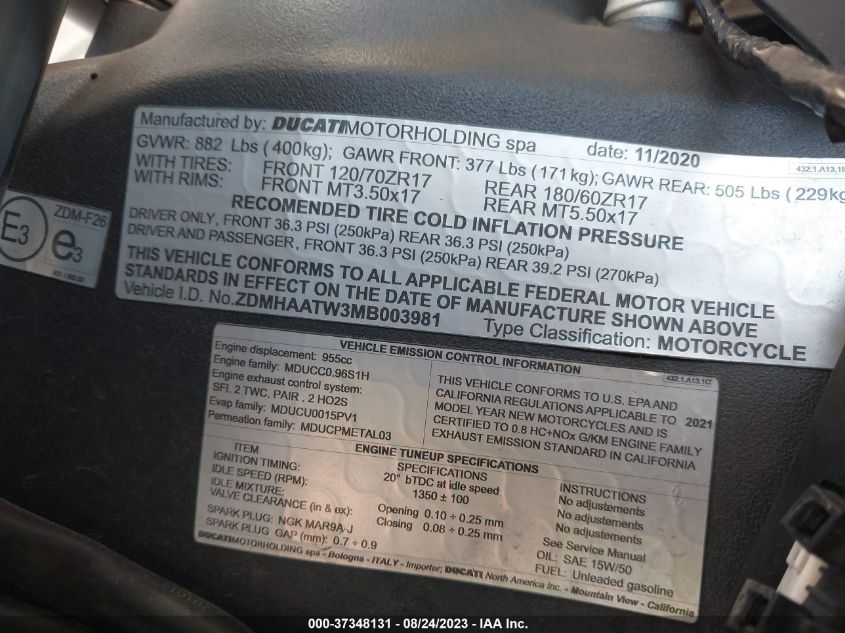 Manufactured by: DUCATIMOTORHOLDING spa date: 11/2020
432.1.A13.1
GVWR: 882 Lbs (400kg); GAWR FRONT: 377 Lbs (171kg); GAWR REAR: 505 Lbs (229kg
WITH TIRES: FRONT 120/70ZR17 REAR 180/60ZR17
WITH RIMS: FRONT MT3.50x17 REAR MT5.50x17
RECOMENDED TIRE COLD INFLATION PRESSURE
DRIVER ONLY, FRONT 36.3 PSI (250kPa) REAR 36.3 PSI (250kPa)
DRIVER AND PASSENGER, FRONT 36.3 PSI (250kPa) REAR 39.2 PSI (270kPa)
THIS VEHICLE CONFORMS TO ALL APPLICABLE FEDERAL MOTOR VEHICLE
STANDARDS IN EFFECT ON THE DATE OF MANUFACTURE SHOWN ABOVE
Vehicle I.D. No.ZDMHAATW3MB003981 Type Classification: MOTORCYCLE
E3
ZDM-F26
e3
VEHICLE EMISSION CONTROL INFORMATION
432.1.A13.1C
Engine displacement: 955cc
Engine family: MDUCC0.96S1H
Engine exhaust control system:
SFI, 2 TWC, PAIR , 2 HO2S
Evap family: MDUCU0015PV1
Permeation family: MDUCPMETAL03
THIS VEHICLE CONFORMS TO U.S. EPA AND
CALIFORNIA REGULATIONS APPLICABLE TO 2021
MODEL YEAR NEW MOTORCYCLES AND IS
CERTIFIED TO 0.8 HC+NOx G/KM ENGINE FAMILY
EXHAUST EMISSION STANDARD IN CALIFORNIA
ENGINE TUNEUP SPECIFICATIONS
ITEM SPECIFICATIONS INSTRUCTIONS
IGNITION TIMING: 20° bTDC at idle speed No adjustements
IDLE SPEED (RPM): 1350 ± 100 No adjustements
IDLE MIXTURE: No adjustements
VALVE CLEARANCE (in & ex): Opening 0.10 ÷ 0.25 mm
Closing 0.08 ÷ 0.25 mm See Service Manual
SPARK PLUG: NGK MAR9A-J OIL: SAE 15W/50
SPARK PLUG GAP (mm): 0.7 ÷ 0.9 FUEL: Unleaded gasoline
DUCATIMOTORHOLDING spa - Bologna - ITALY - Importer; DUCATI North America Inc. - Mountain View - California
000-37348131 - 08/24/2023 - IAA Inc.